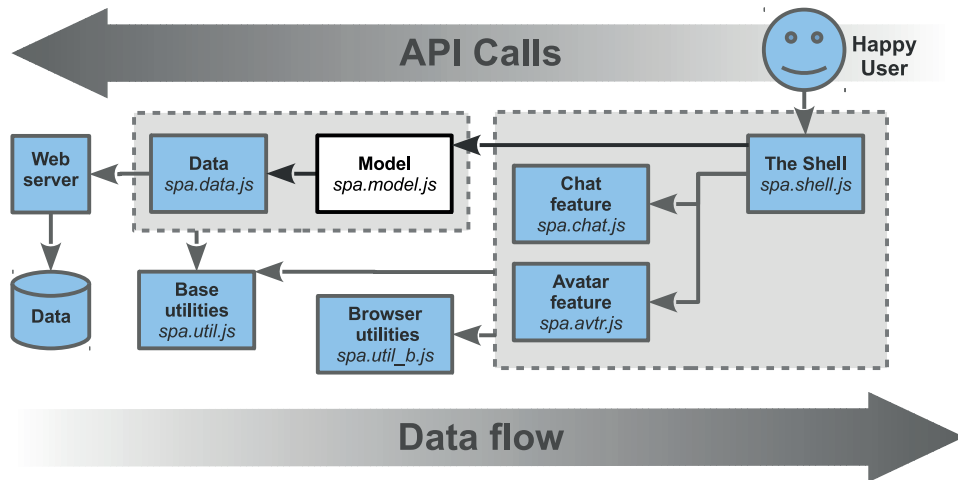 API Calls
Happy
User
Web
server
Data
spa.data.js
Model
spa.model.js
The Shell
spa.shell.js
Chat
feature
spa.chat.js
Data
Base
utilities
spa.util.js
Browser
utilities
spa.util_b.js
Avatar
feature
spa.avtr.js
Data flow